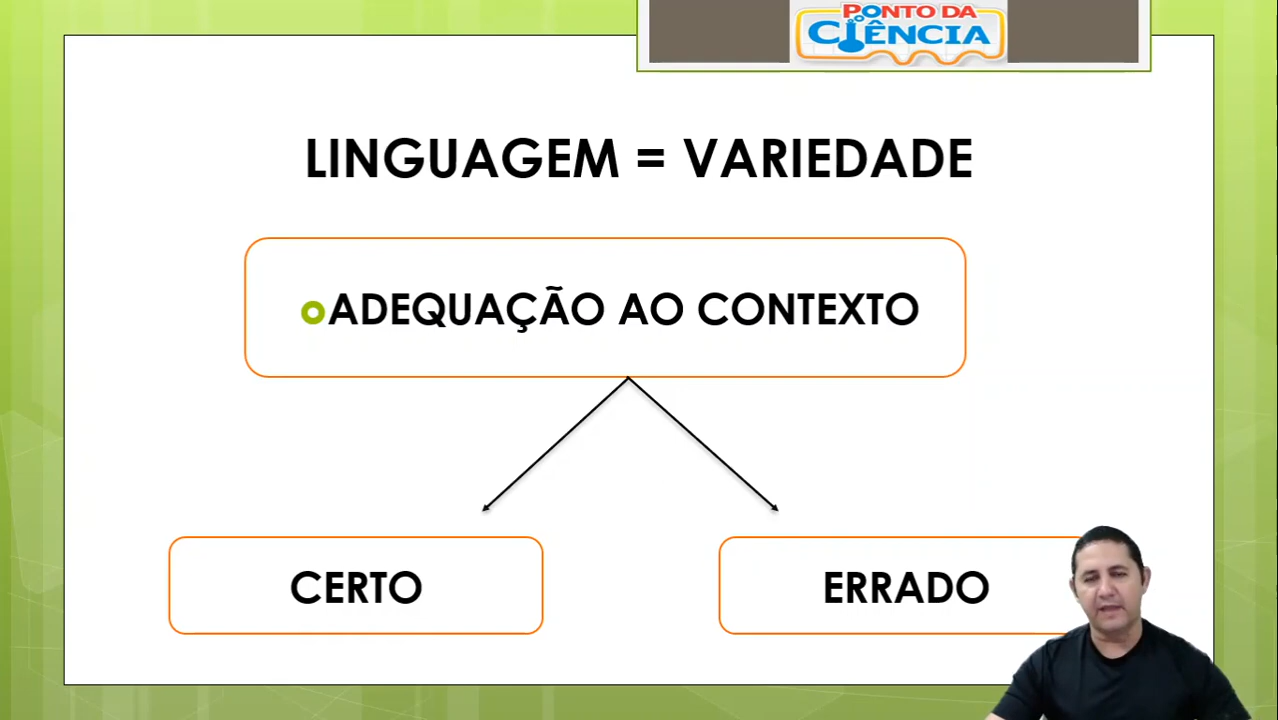 PONTO DA
CIÊNCIA
LINGUAGEM = VARIEDADE
ADEQUAÇÃO AO CONTEXTO
CERTO
ERRADO